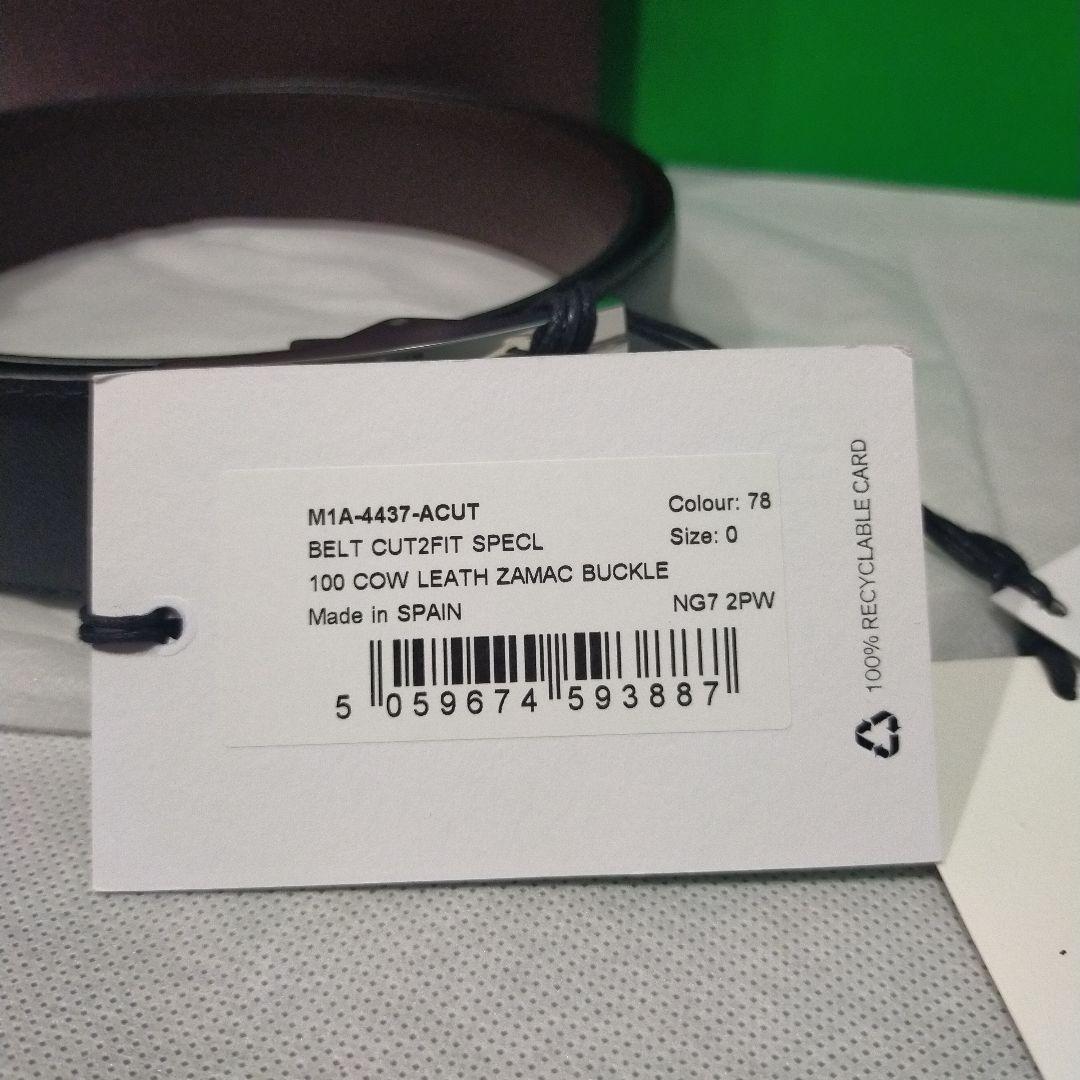 M1A-4437-ACUT
Colour: 78
BELT CUT2FIT SPECL
Size: 0
100 COW LEATH ZAMAC BUCKLE
Made in SPAIN
NG7 2PW
5 059674 593887
100% RECYCLABLE CARD